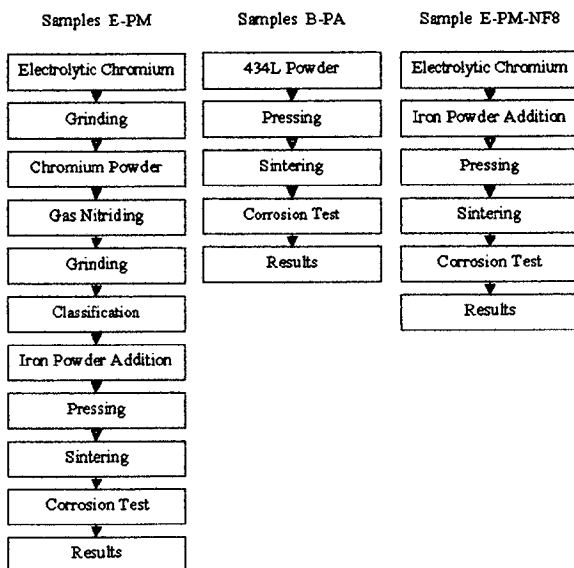 Samples E-PM
Electrolytic Chromium
Grinding
Chromium Powder
Gas Nitriding
Grinding
Classification
Iron Powder Addition
Pressing
Sintering
Corrosion Test
Results
Samples B-PA
434L Powder
Pressing
Sintering
Corrosion Test
Results
Sample E-PM-NF8
Electrolytic Chromium
Iron Powder Addition
Pressing
Sintering
Corrosion Test
Results